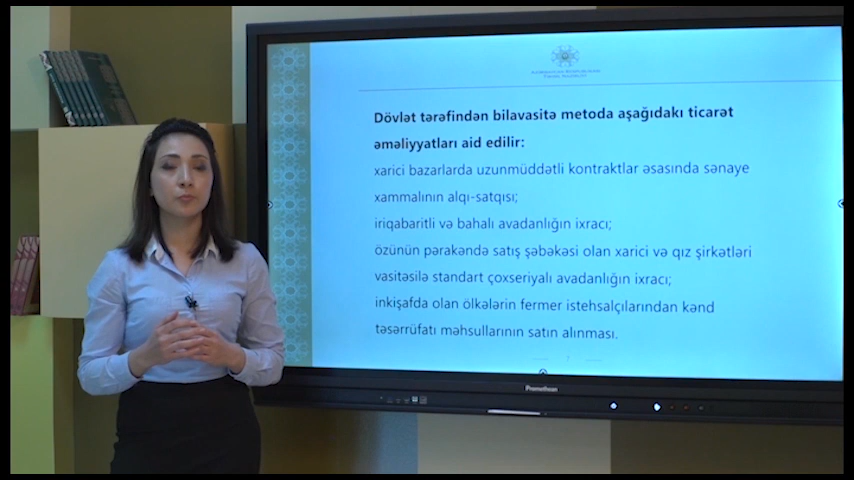 Dövlət tərəfindən bilavasitə metoda aşağıdakı ticarət
əməliyyatları aid edilir:
xarici bazarlarda uzunmüddətli kontraktlar əsasında sənaye
xammalının alqı-satqısı;
iriqabaritli və bahalı avadanlığın ixracı;
özünün pərakəndə satış şəbəkəsi olan xarici və qız şirkətləri
vasitəsilə standart çoxseriyalı avadanlığın ixracı;
inkişafda olan ölkələrin fermer istehsalçılarından kənd
təsərrüfatı məhsullarının satın alınması.
Promethean